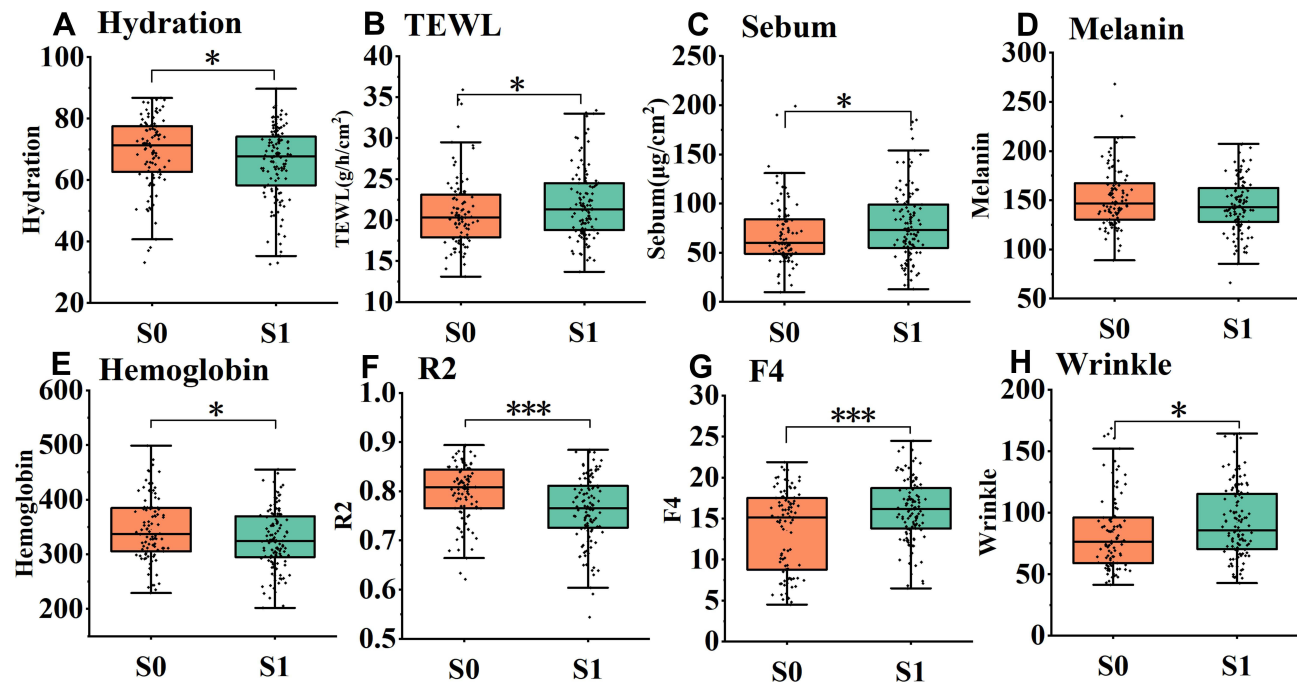 A Hydration
Hydration
100
80
60
40
20
*
S0 S1
B TEWL
TEWL(g/h/cm²)
40
35
30
25
20
15
10
*
S0 S1
C Sebum
Sebum(μg/cm²)
250
200
150
100
50
0
*
S0 S1
D Melanin
Melanin
300
250
200
150
100
50
S0 S1
E Hemoglobin
Hemoglobin
600
500
400
300
200
*
S0 S1
F R2
R2
1.0
0.9
0.8
0.7
0.6
0.5
***
S0 S1
G F4
F4
30
25
20
15
10
5
0
***
S0 S1
H Wrinkle
Wrinkle
200
150
100
50
0
*
S0 S1